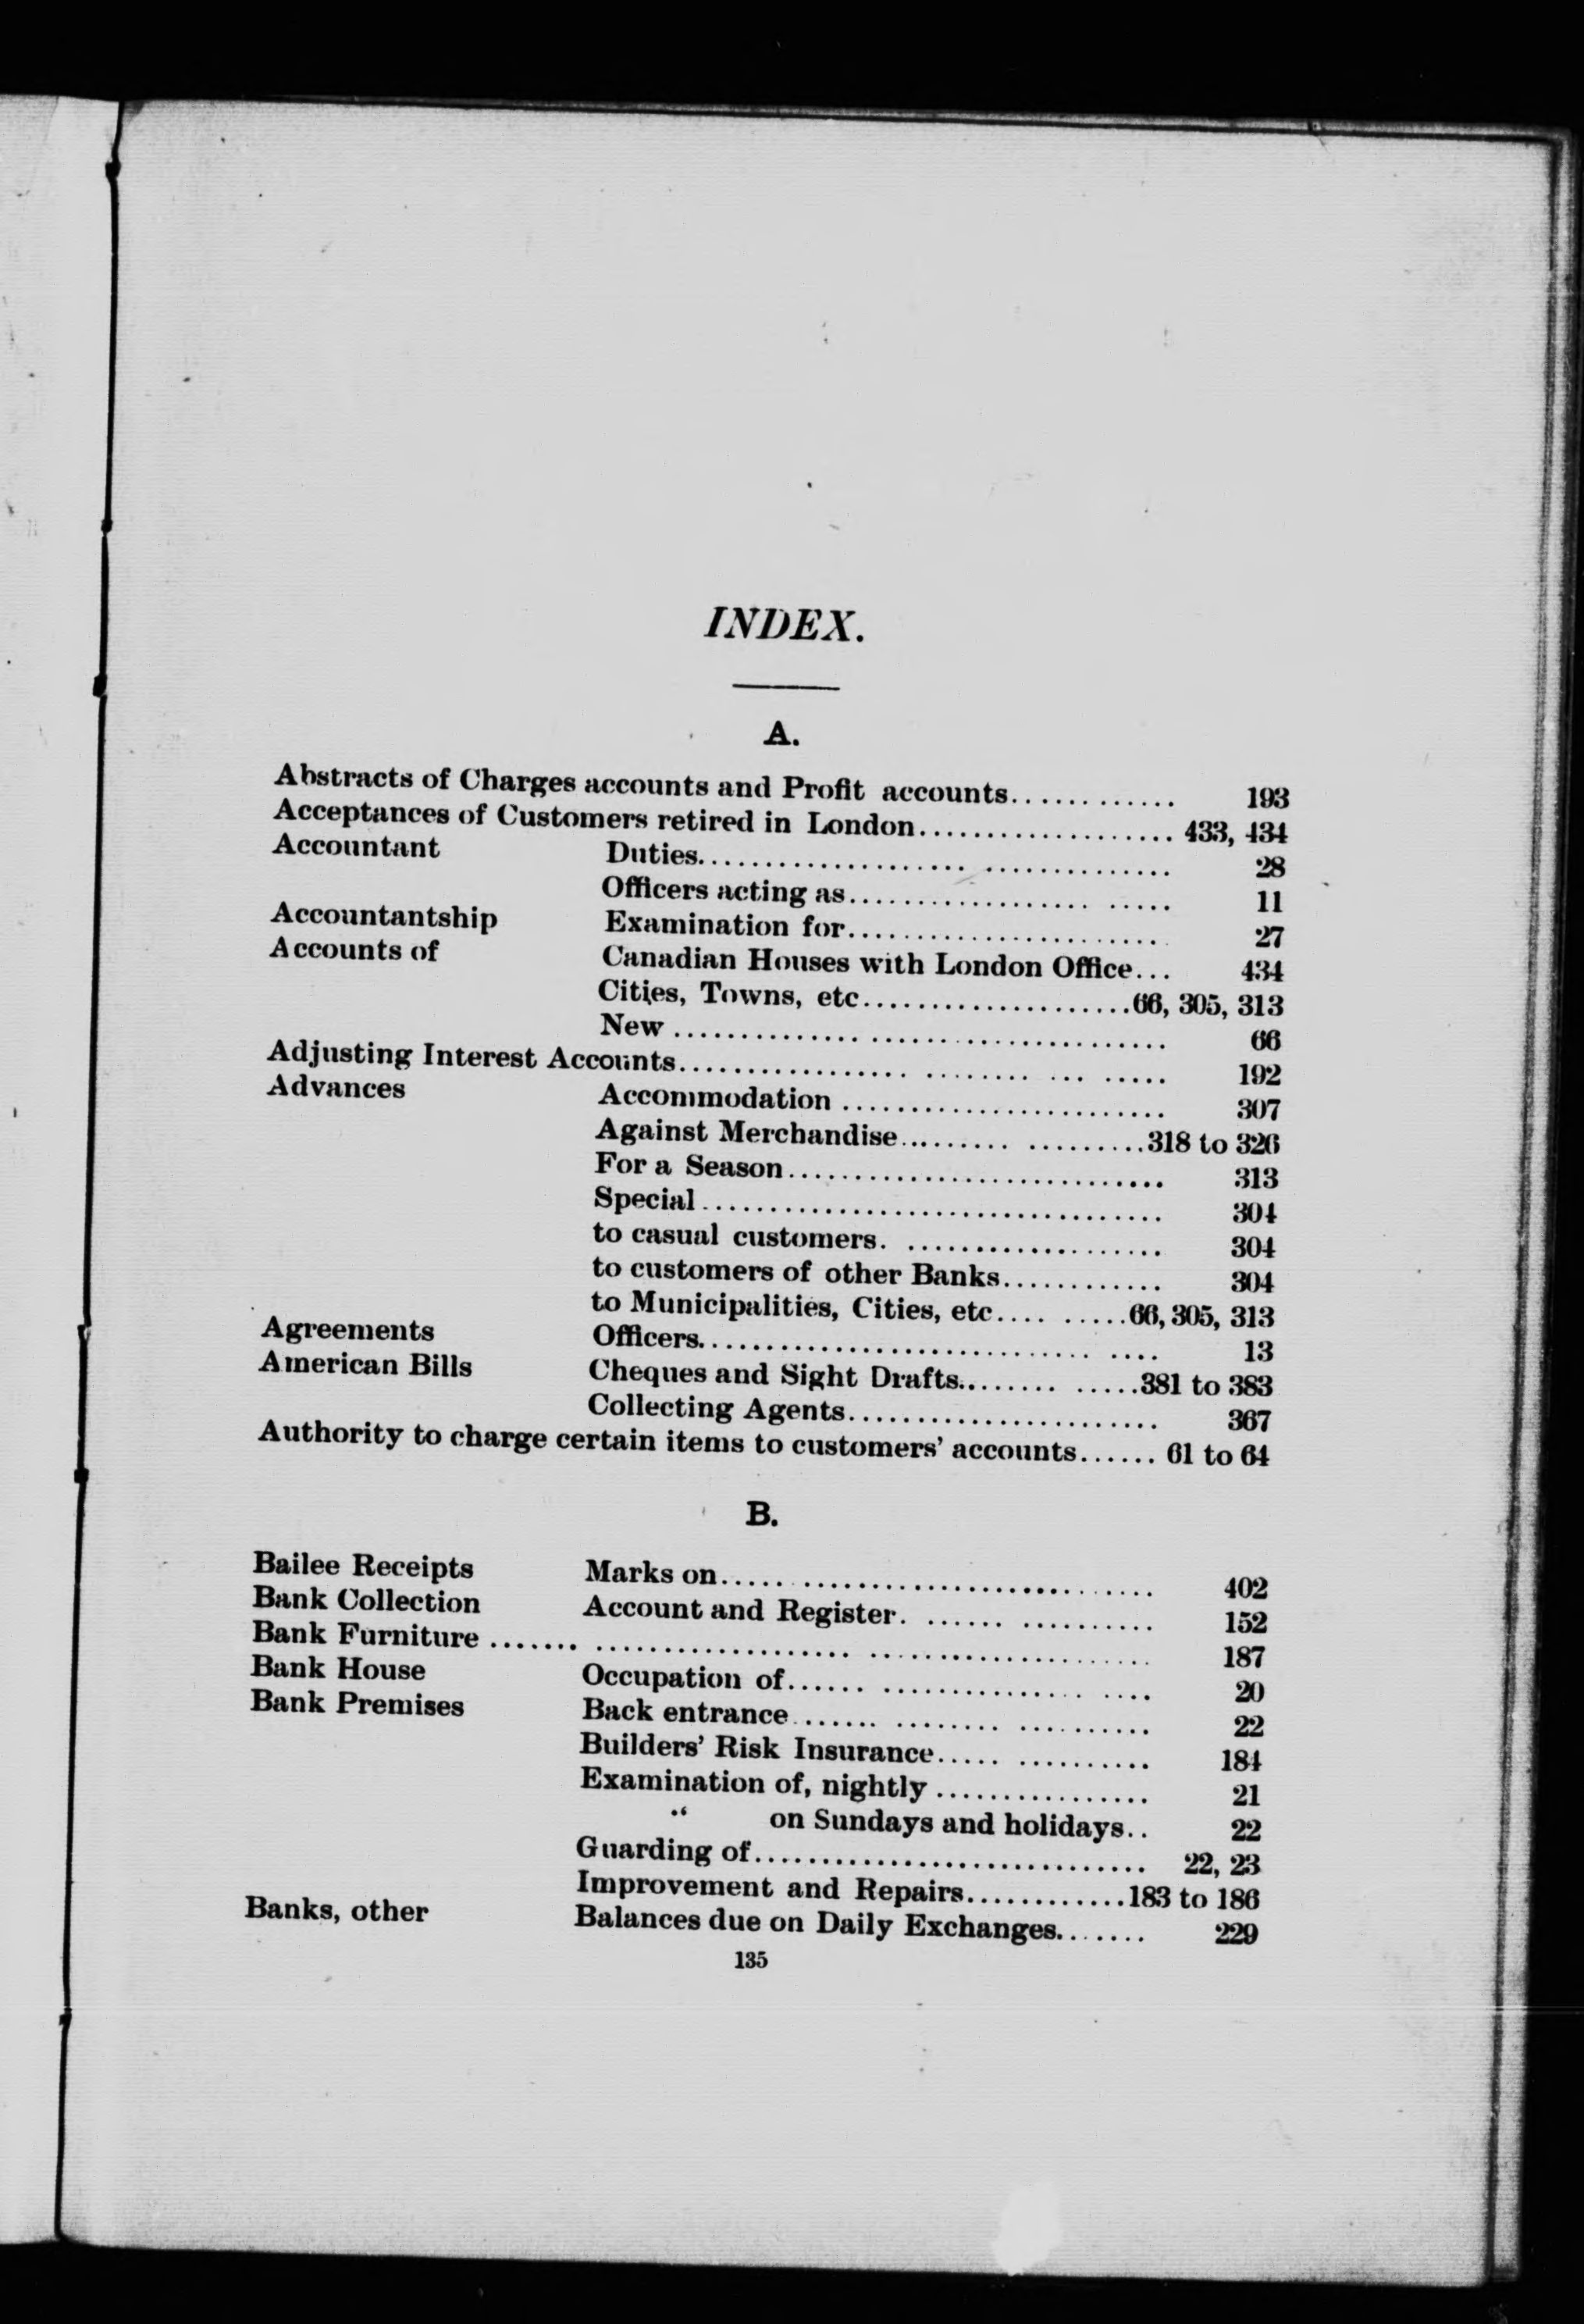 INDEX.
A.
Abstracts of Charges accounts and Profit accounts............ 193
Acceptances of Customers retired in London................... 433, 434
Accountant Duties.................................. 28
Officers acting as....................... 11
Accountantship Examination for....................... 27
Accounts of Canadian Houses with London Office... 434
Cities, Towns, etc....................66, 305, 313
New .................................... 66
Adjusting Interest Accounts.................................. 192
Advances Accommodation ........................ 307
Against Merchandise...................318 to 326
For a Season............................ 313
Special.................................. 304
to casual customers. ................... 304
to customers of other Banks............ 304
to Municipalities, Cities, etc.... .....66, 305, 313
Agreements Officers................................. 13
American Bills Cheques and Sight Drafts........ .....381 to 383
Collecting Agents....................... 367
Authority to charge certain items to customers' accounts...... 61 to 64
B.
Bailee Receipts Marks on................................ 402
Bank Collection Account and Register. ...... .......... 152
Bank Furniture ....... .................................... 187
Bank House Occupation of...... .................... 20
Bank Premises Back entrance....... ........ .......... 22
Builders' Risk Insurance..... .......... 184
Examination of, nightly ................ 21
" on Sundays and holidays.. 22
Guarding of............................. 22, 23
Improvement and Repairs............183 to 186
Banks, other Balances due on Daily Exchanges....... 229
135